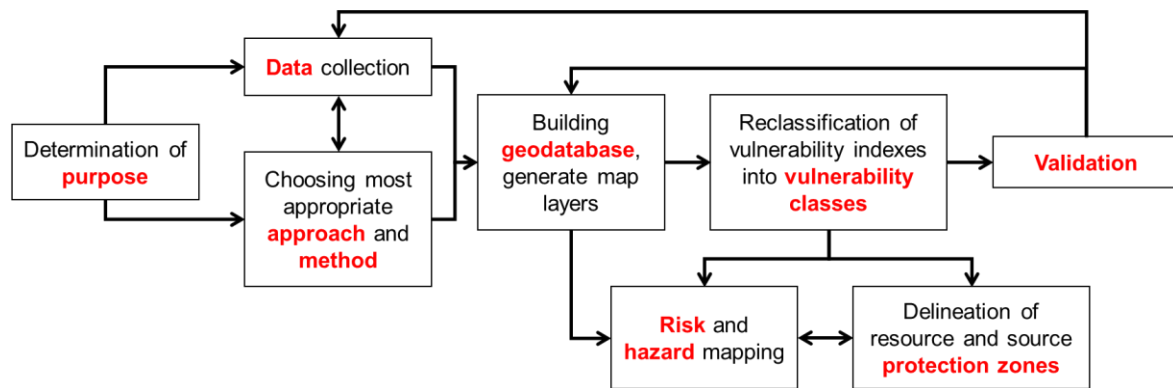 Data collection
Determination of
purpose
Choosing most
appropriate
approach and
method
Building
geodatabase,
generate map
layers
Reclassification of
vulnerability indexes
into vulnerability
classes
Validation
Risk and
hazard mapping
Delineation of
resource and source
protection zones